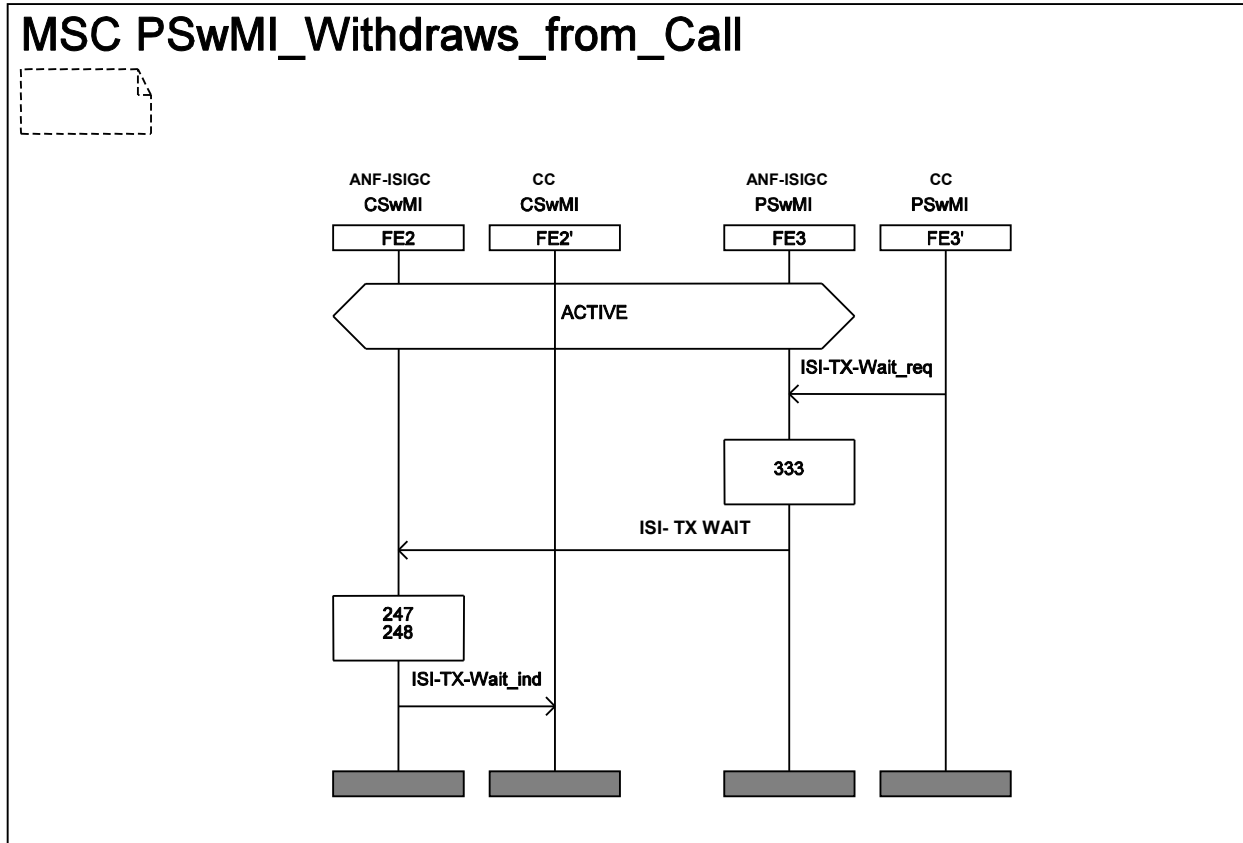 MSC PSwMI_Withdraws_from_Call
ANF-ISIGC CC ANF-ISIGC CC
CSwMI CSwMI PSwMI PSwMI
FE2 FE2' FE3 FE3'
ACTIVE
ISI-TX-Wait_req
333
ISI- TX WAIT
247
248
ISI-TX-Wait_ind